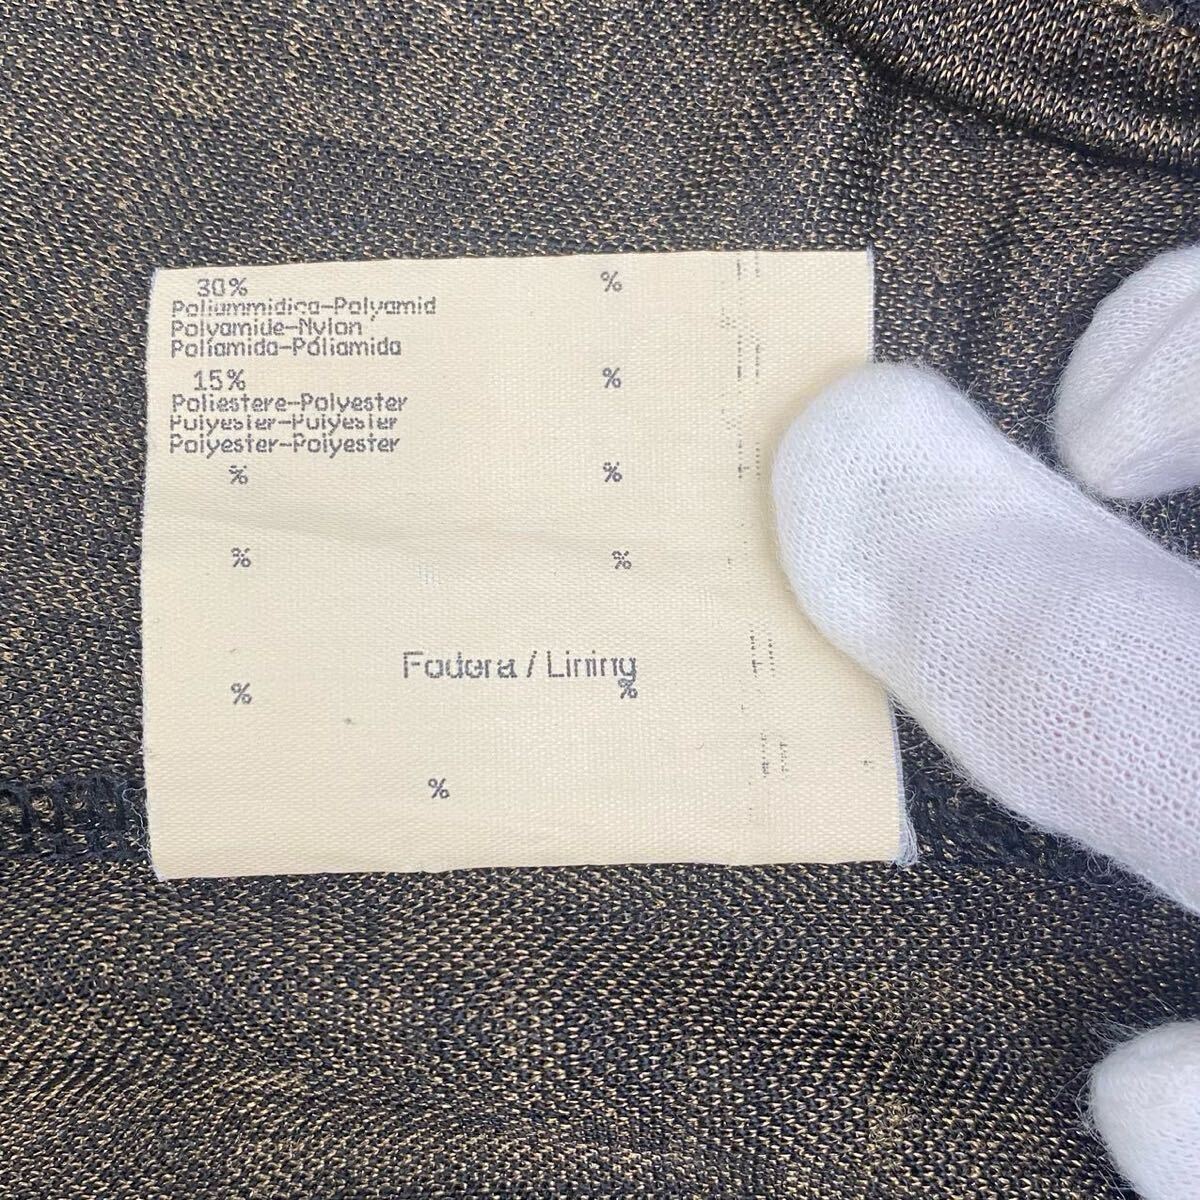 30% %
Poliammidica-Polyamid
Polyamide-Nylon
Poliamida-Poliamida
15% %
Poliestere-Polyester
Polyester-Polyester
Polyester-Polyester
% %
% %
Fodera / Lining
% %
%